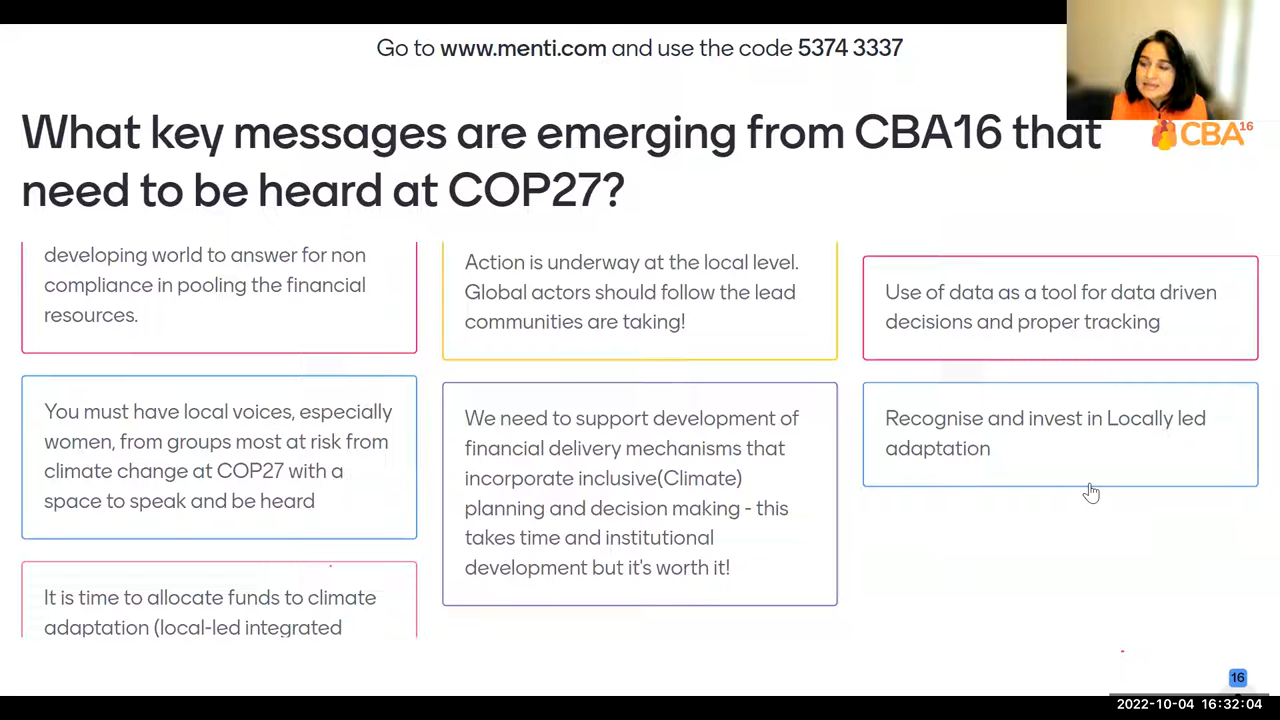 Go to www.menti.com and use the code 5374 3337
What key messages are emerging from CBA16 that
need to be heard at COP27?
CBA16
developing world to answer for non
compliance in pooling the financial
resources.
You must have local voices, especially
women, from groups most at risk from
climate change at COP27 with a
space to speak and be heard
It is time to allocate funds to climate
adaptation (local-led integrated
Action is underway at the local level.
Global actors should follow the lead
communities are taking!
We need to support development of
financial delivery mechanisms that
incorporate inclusive(Climate)
planning and decision making - this
takes time and institutional
development but it's worth it!
Use of data as a tool for data driven
decisions and proper tracking
Recognise and invest in Locally led
adaptation
16
2022-10-04 16:32:04